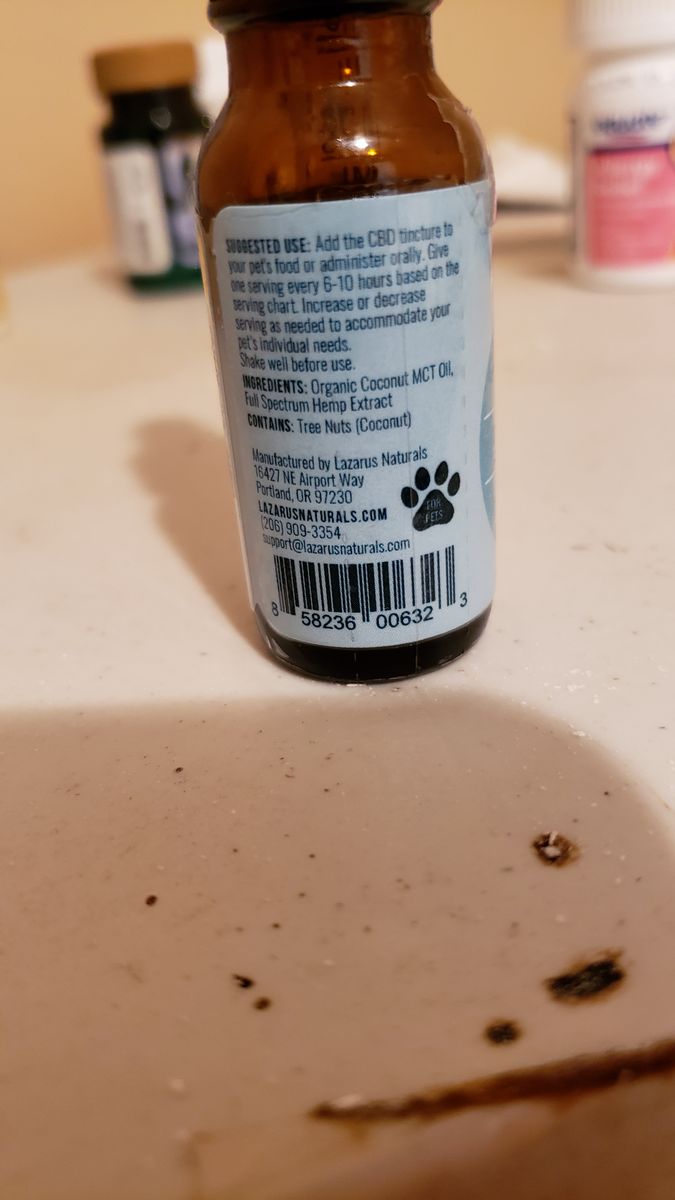 SUGGESTED USE: Add the CBD tincture to
your pet's food or administer orally. Give
one serving every 6-10 hours based on the
serving chart. Increase or decrease
serving as needed to accommodate your
pet's individual needs.
Shake well before use.
INGREDIENTS: Organic Coconut MCT Oil,
Full Spectrum Hemp Extract
CONTAINS: Tree Nuts (Coconut)
Manufactured by Lazarus Naturals
16427 NE Airport Way
Portland, OR 97230
LAZARUSNATURALS.COM
(206) 909-3354
support@lazarusnaturals.com
FOR
PETS
8 58236 00632 3